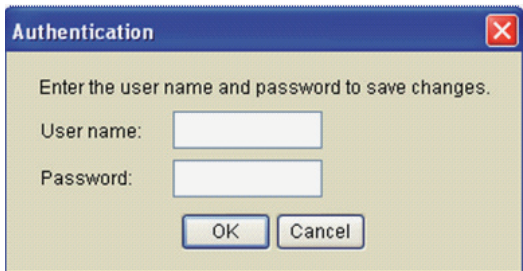 Authentication
Enter the user name and password to save changes.
User name:
Password:
OK Cancel